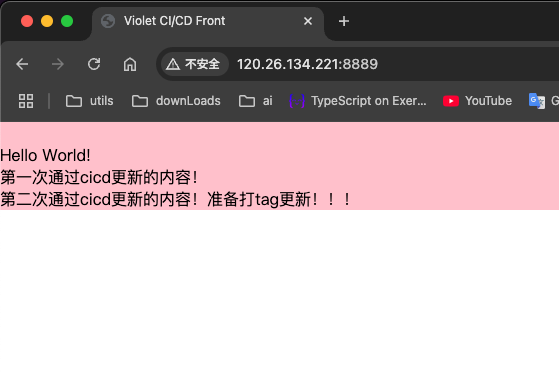 Violet CI/CD Front
不安全
120.26.134.221:8889
utils
downLoads
ai
TypeScript on Exer...
YouTube
G
Hello World!
第一次通过cicd更新的内容！
第二次通过cicd更新的内容！准备打tag更新！！！